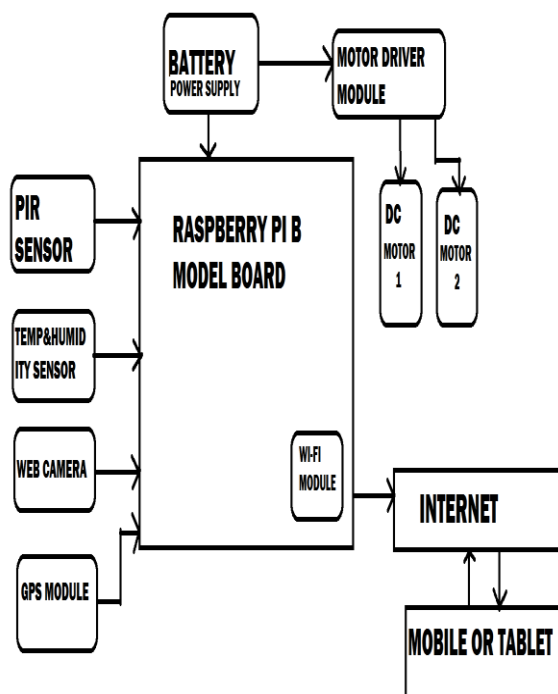 BATTERY
POWER SUPPLY
MOTOR DRIVER
MODULE
PIR
SENSOR
RASPBERRY PI B
MODEL BOARD
DC
MOTOR
1
DC
MOTOR
2
TEMP&HUMID
ITY SENSOR
WEB CAMERA
WI-FI
MODULE
GPS MODULE
INTERNET
MOBILE OR TABLET